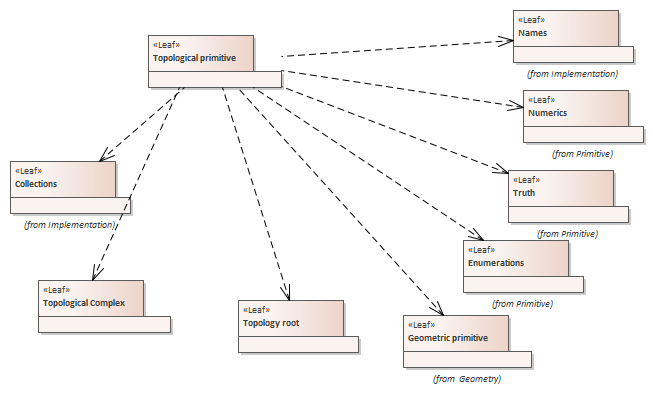 «Leaf»
Names
(from Implementation)
«Leaf»
Topological primitive
«Leaf»
Numerics
(from Primitive)
«Leaf»
Collections
(from Implementation)
«Leaf»
Truth
(from Primitive)
«Leaf»
Enumerations
(from Primitive)
«Leaf»
Topological Complex
«Leaf»
Topology root
«Leaf»
Geometric primitive
(from Geometry)